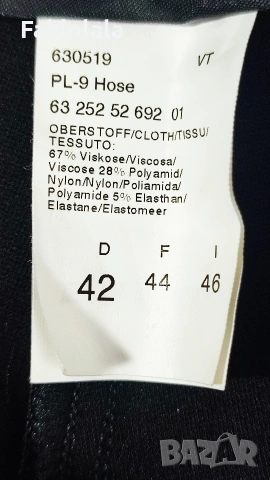 Fantasiata
630519 VT
PL-9 Hose
63 252 52 692 01
OBERSTOFF/CLOTH/TISSU/
TESSUTO:
67% Viskose/Viscosa/
Viscose 28% Polyamid/
Nylon/Nylon/Poliamida/
Polyamide 5% Elasthan/
Elastane/Elastomeer
D F I
42 44 46
bazar